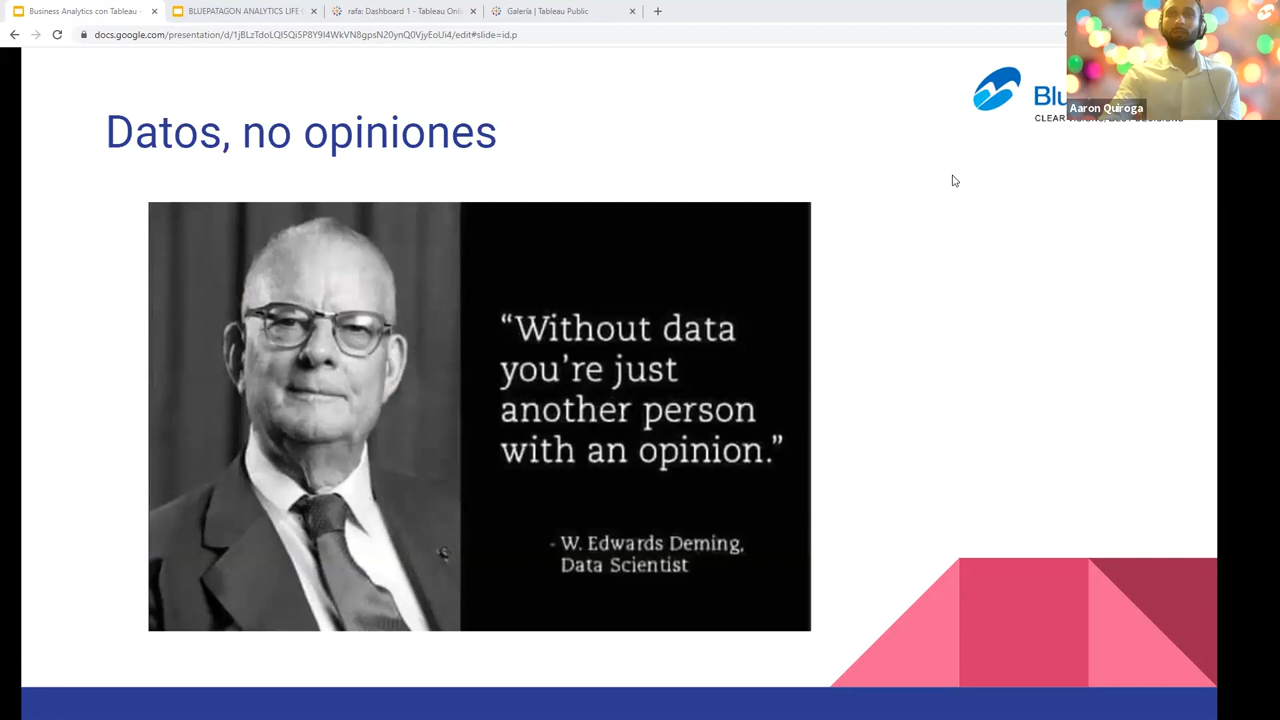 Business Analytics con Tableau -
BLUEPATAGON ANALYTICS LIFE
rafa: Dashboard 1 - Tableau Onli
Galería | Tableau Public
docs.google.com/presentation/d/1jBLzTdoLQI5Qi5P8Y9I4WkVN8gpsN20ynQ0VjyEoUi4/edit#slide=id.p
Aaron Quiroga
Blu
Datos, no opiniones
“Without data
you’re just
another person
with an opinion.”
- W. Edwards Deming,
Data Scientist